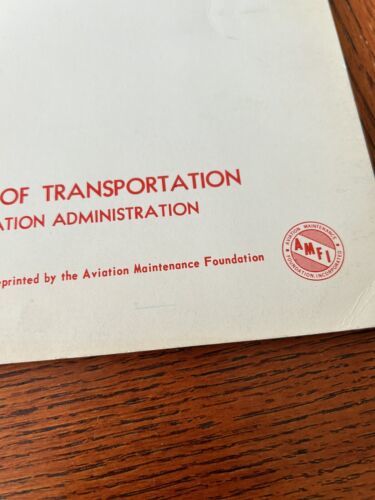 OF TRANSPORTATION
ATION ADMINISTRATION
eprinted by the Aviation Maintenance Foundation
AVIATION MAINTENANCE
AMFI
FOUNDATION, INCORPORATED